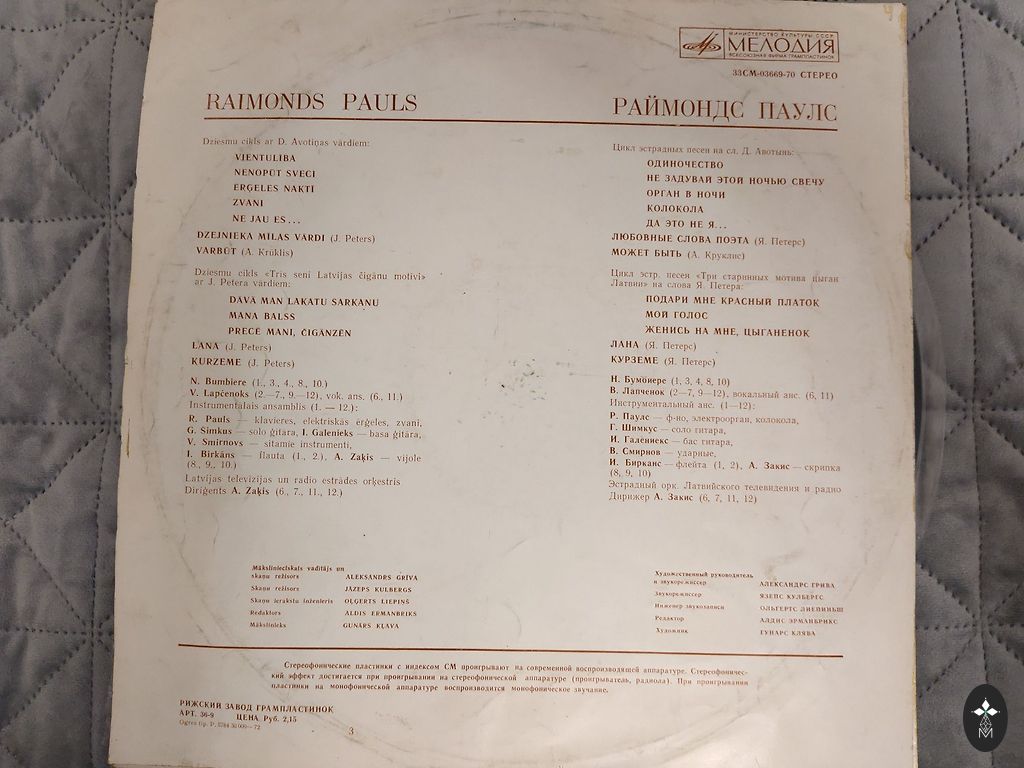 МИНИСТЕРСТВО КУЛЬТУРЫ СССР
МЕЛОДИЯ
ВСЕСОЮЗНАЯ ФИРМА ГРАМПЛАСТИНОК
33СМ-03669-70 СТЕРЕО
RAIMONDS PAULS
Dziesmu cikls ar D. Avotiņas vārdiem:
VIENTULĪBA
NENOPŪT SVECI
ĒRĢELES NAKTĪ
ZVANI
NE JAU ES...
DZEJNIEKA MĪLAS VĀRDI (J. Peters)
VARBŪT (A. Krūklis)
Dziesmu cikls «Trīs seni Latvijas čigānu motīvi»
ar J. Petera vārdiem:
DĀVĀ MAN LAKATU SARKANU
MANA BALSS
PRECĒ MANI, ČIGĀNZĒN
LANA (J. Peters)
KURZEME (J. Peters)
N. Bumbiere (1., 3., 4., 8., 10.)
V. Lapčenoks (2.—7., 9.—12), vok. ans. (6., 11.)
Instrumentālais ansamblis (1. — 12.):
R. Pauls — klavieres, elektriskās ērģeles, zvani,
G. Šimkus — solo ģitāra, I. Galenieks — basa ģitāra,
V. Smirnovs — sitamie instrumenti,
I. Birkāns — flauta (1., 2.), A. Zaķis — vijole
(8., 9., 10.)
Latvijas televīzijas un radio estrādes orķestris
Diriģents A. Zaķis (6., 7., 11., 12.)
РАЙМОНДС ПАУЛС
Цикл эстрадных песен на сл. Д. Авотынь:
ОДИНОЧЕСТВО
НЕ ЗАДУВАЙ ЭТОЙ НОЧЬЮ СВЕЧУ
ОРГАН В НОЧИ
КОЛОКОЛА
ДА ЭТО НЕ Я...
ЛЮБОВНЫЕ СЛОВА ПОЭТА (Я. Петерс)
МОЖЕТ БЫТЬ (А. Круклис)
Цикл эстр. песен «Три старинных мотива цыган
Латвии» на слова Я. Петера:
ПОДАРИ МНЕ КРАСНЫЙ ПЛАТОК
МОЙ ГОЛОС
ЖЕНИСЬ НА МНЕ, ЦЫГАНЕНОК
ЛАНА (Я. Петерс)
КУРЗЕМЕ (Я. Петерс)
Н. Бумбиере (1, 3, 4, 8, 10)
В. Лапченок (2—7, 9—12), вокальный анс. (6, 11)
Инструментальный анс. (1—12):
Р. Паулс — ф-но, электроорган, колокола,
Г. Шимкус — соло гитара,
И. Галениекс — бас гитара,
В. Смирнов — ударные,
И. Бирканс — флейта (1, 2), А. Закис — скрипка
(8, 9, 10)
Эстрадный орк. Латвийского телевидения и радио
Дирижер А. Закис (6, 7, 11, 12)
Mākslinieciskais vadītājs un
skaņu režisors ALEKSANDRS GRĪVA
Skaņu režisors JĀZEPS KULBERGS
Skaņu ierakstu inženieris OĻĢERTS LIEPIŅŠ
Redaktors ALDIS ERMANBRIKS
Mākslinieks GUNĀRS KĻAVA
Художественный руководитель
и звукорежиссер АЛЕКСАНДРС ГРИВА
Звукорежиссер ЯЗЕПС КУЛБЕРГС
Инженер звукозаписи ОЛЬГЕРТС ЛИЕПИНЬШ
Редактор АЛДИС ЭРМАНБРИКС
Художник ГУНАРС КЛЯВА
Стереофонические пластинки с индексом СМ проигрывают на современной воспроизводящей аппаратуре. Стереофоничес-
кий эффект достигается при проигрывании на стереофонической аппаратуре (проигрыватель, радиола). При проигрывании
пластинки на монофонической аппаратуре воспроизводится монофоническое звучание.
РИЖСКИЙ ЗАВОД ГРАМПЛАСТИНОК
АРТ. 36-9 ЦЕНА Руб. 2,15
3